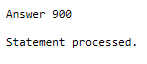 Answer 900
Statement processed.